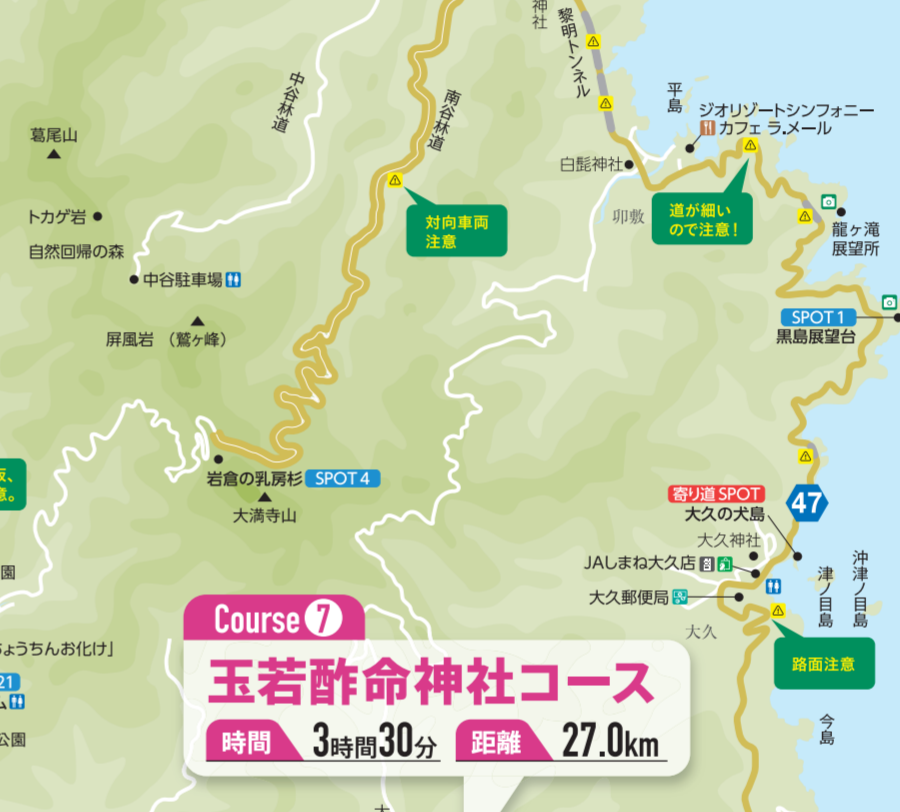 神社
黎明トンネル
中谷林道
南谷林道
平島
ジオリゾートシンフォニー
カフェ ラ.メール
葛尾山
白髭神社
卯敷
道が細い
ので注意!
対向車両
注意
トカゲ岩
自然回帰の森
中谷駐車場
龍ヶ滝
展望所
SPOT 1
黒島展望台
屏風岩 (鷲ヶ峰)
岩倉の乳房杉 SPOT 4
大満寺山
意。
47
寄り道 SPOT
大久の犬島
大久神社
JAしまね大久店
大久郵便局
大久
沖津ノ目島
津ノ目島
路面注意
今島
園
ょうちんお化け」
21
ム
公園
Course 7
玉若酢命神社コース
時間 3時間30分 距離 27.0km